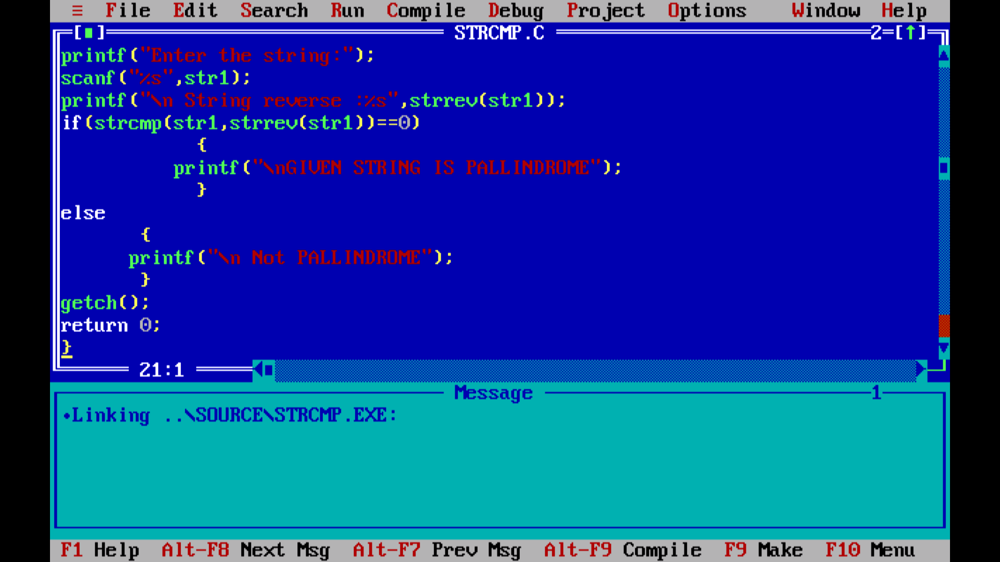 ≡ File Edit Search Run Compile Debug Project Options Window Help
[■] STRCMP.C 2=[↑]
printf("Enter the string:");
scanf("%s",str1);
printf("\n String reverse :%s",strrev(str1));
if(strcmp(str1,strrev(str1))==0)
{
printf("\nGIVEN STRING IS PALLINDROME");
}
else
{
printf("\n Not PALLINDROME");
}
getch();
return 0;
}
21:1
Message 1
•Linking ..\SOURCE\STRCMP.EXE:
F1 Help Alt-F8 Next Msg Alt-F7 Prev Msg Alt-F9 Compile F9 Make F10 Menu